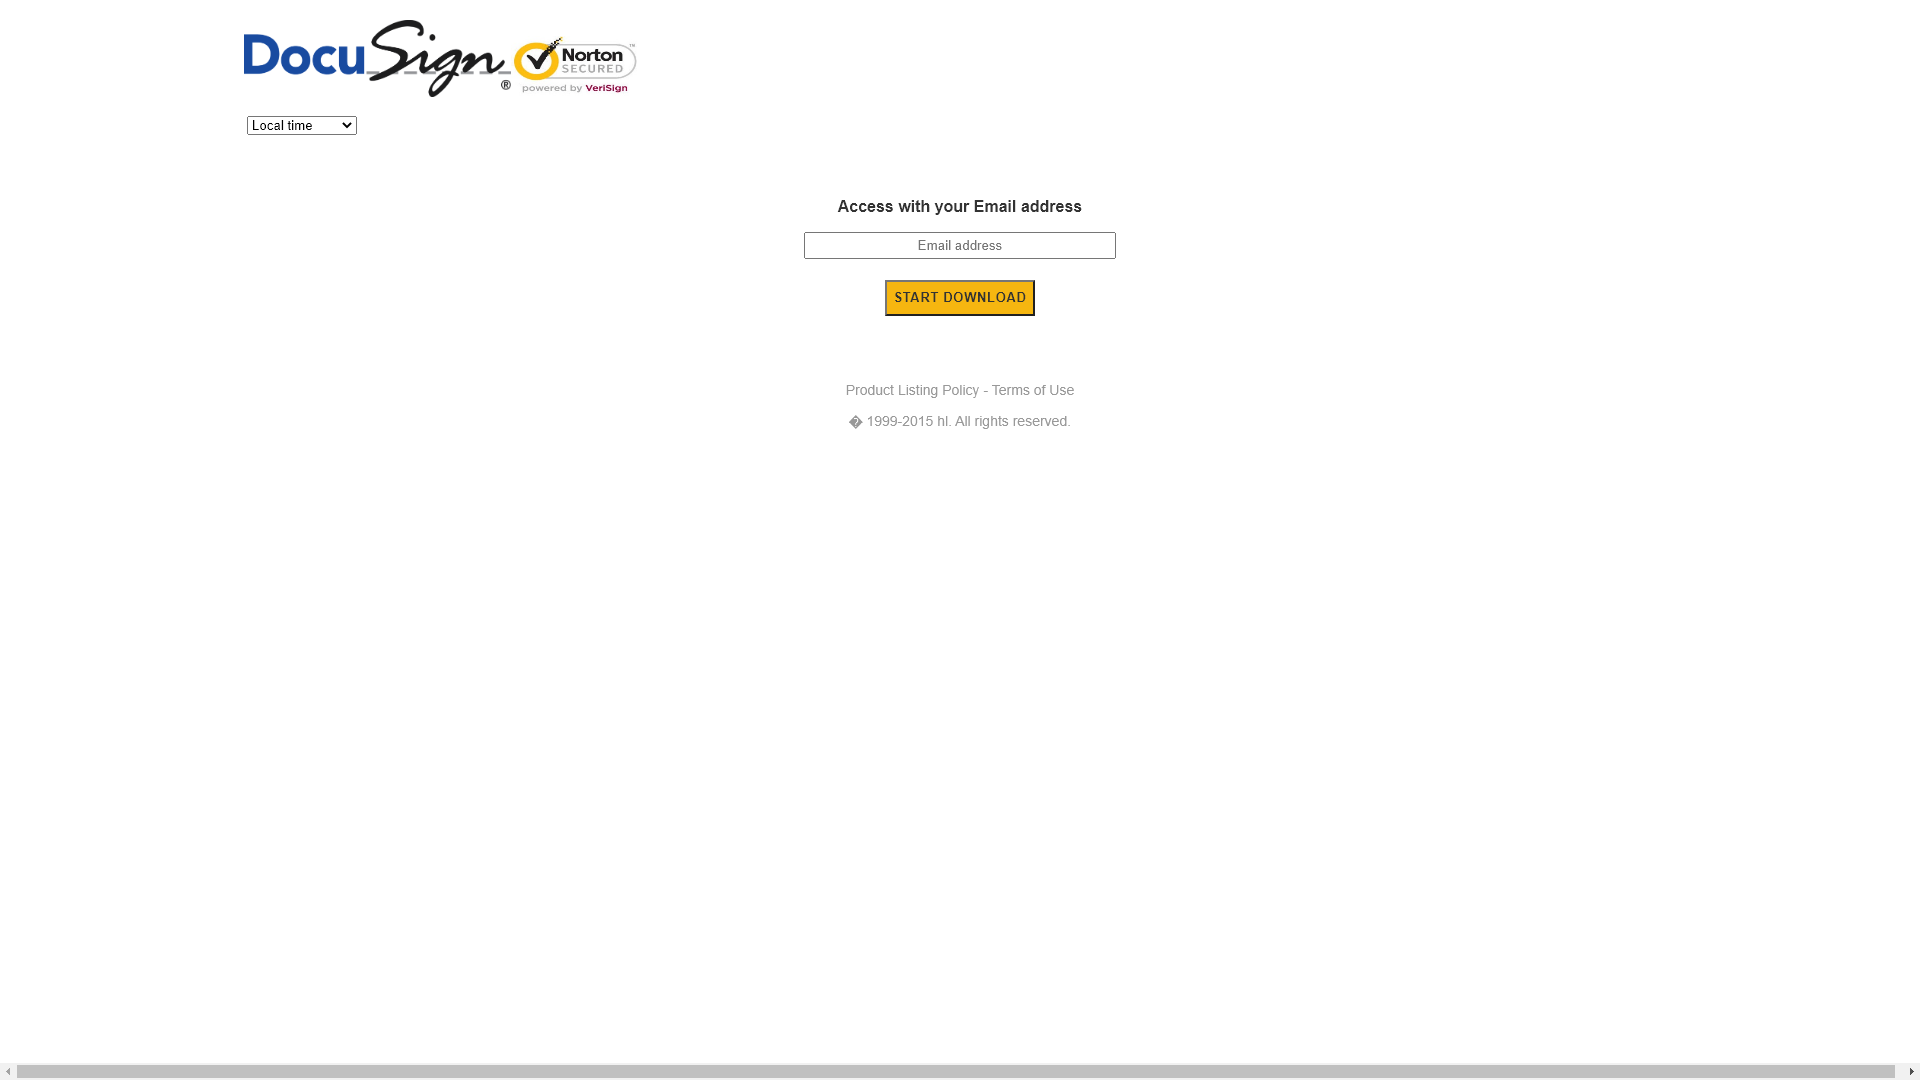 DocuSign®
Norton™
SECURED
powered by VeriSign
Local time
Access with your Email address
Email address
START DOWNLOAD
Product Listing Policy - Terms of Use
� 1999-2015 hl. All rights reserved.